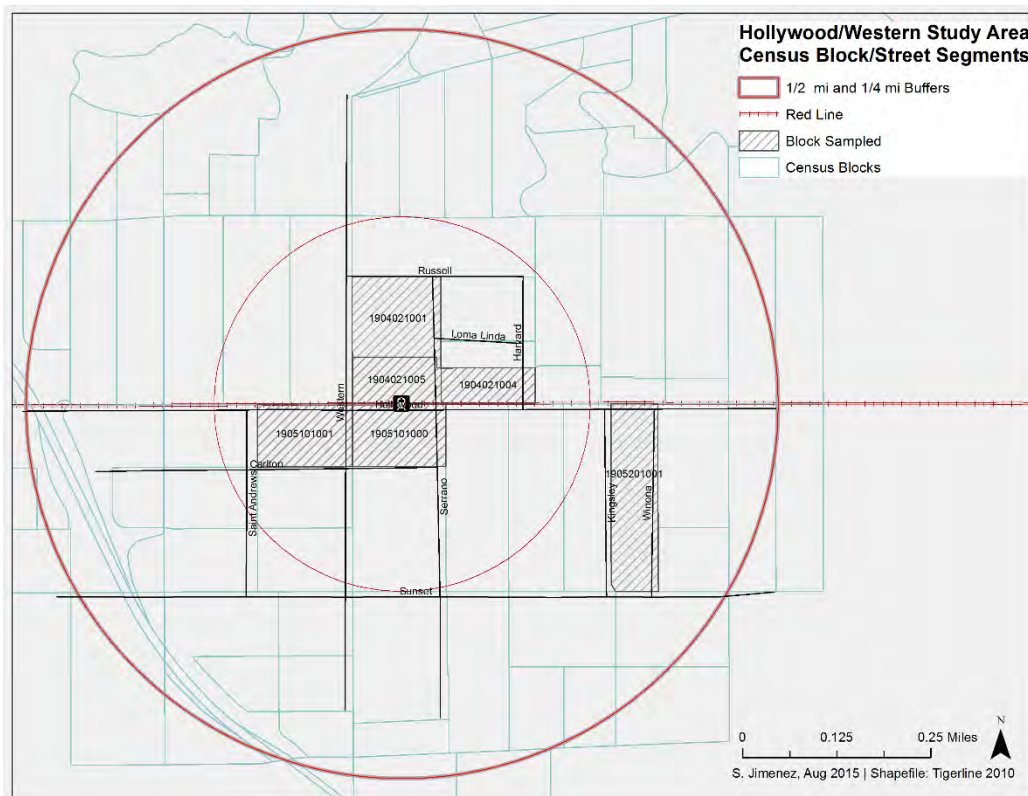 Hollywood/Western Study Area
Census Block/Street Segments
1/2 mi and 1/4 mi Buffers
Red Line
Block Sampled
Census Blocks
Russell
1904021001
Loma Linda
Harvard
1904021005
1904021004
Western
1905101001
1905101000
Carlton
Saint Andrews
Serrano
1905201001
Kingsley
Winona
Sunset
N
0 0.125 0.25 Miles
S. Jimenez, Aug 2015 | Shapefile: Tigerline 2010